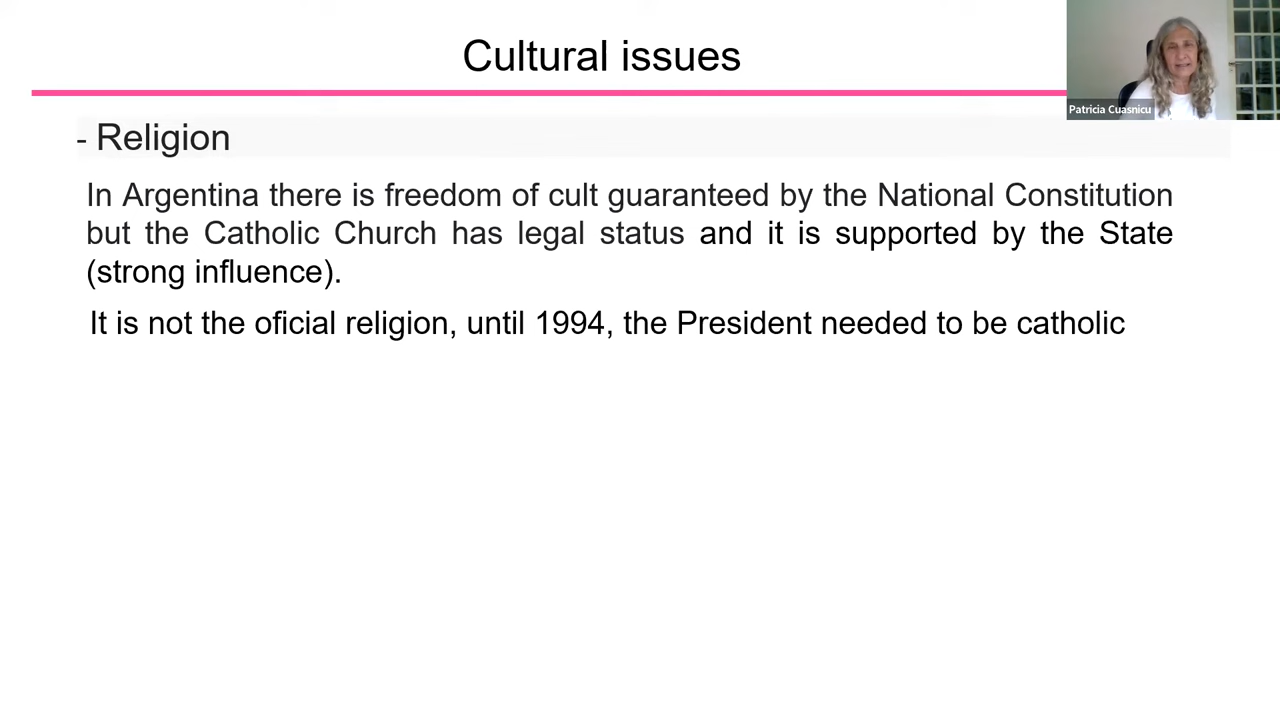 Cultural issues
Patricia Cuasnicu
- Religion
In Argentina there is freedom of cult guaranteed by the National Constitution
but the Catholic Church has legal status and it is supported by the State
(strong influence).
It is not the oficial religion, until 1994, the President needed to be catholic